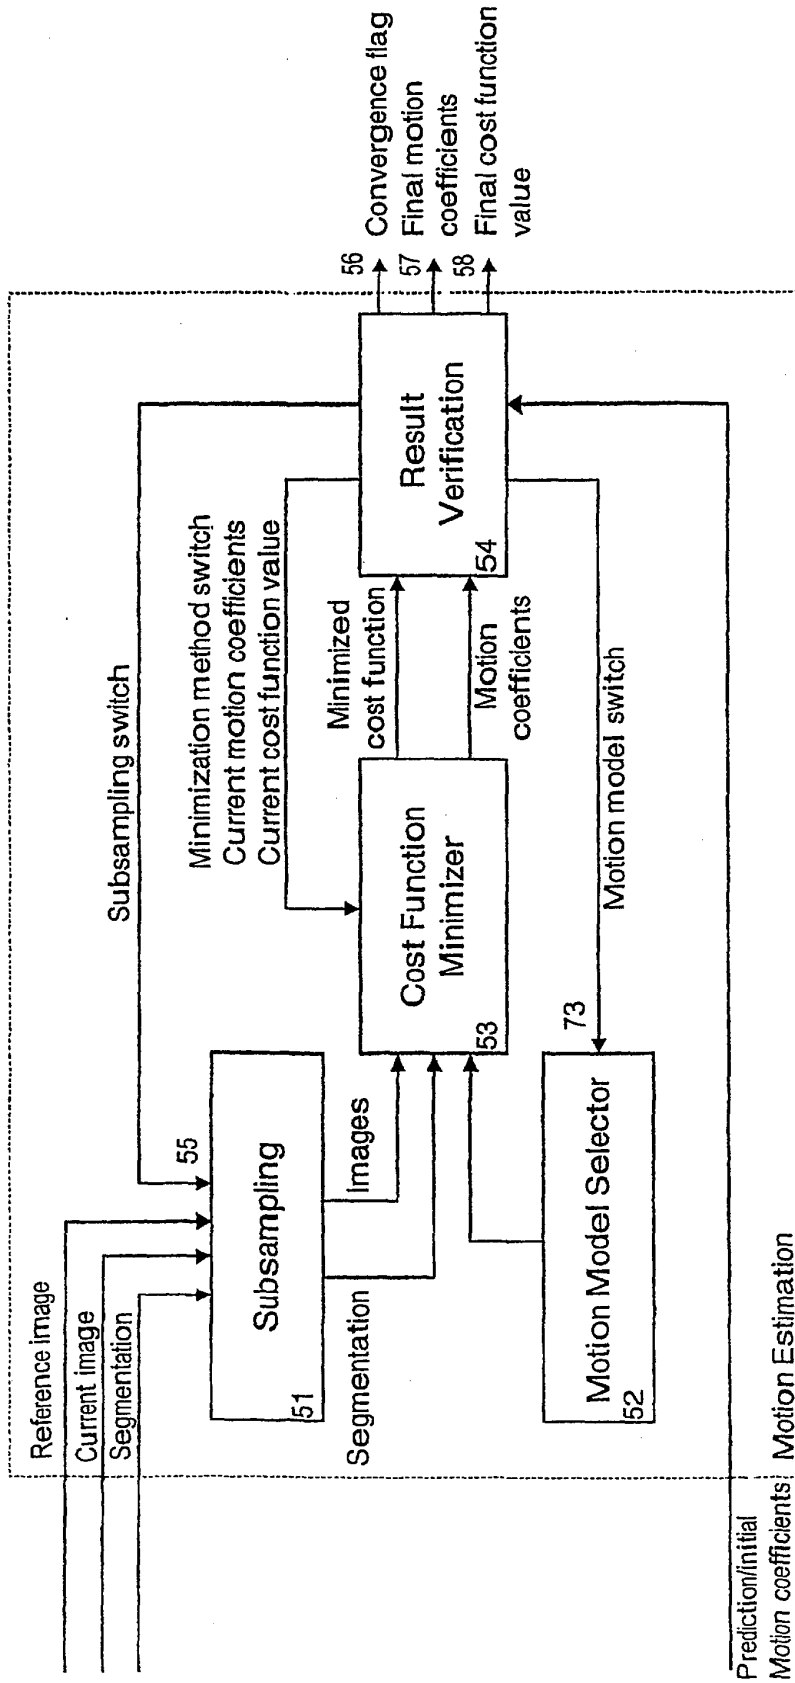 Reference image
Current image
Segmentation
Subsampling switch
55
Subsampling
51
Images
Segmentation
Minimization method switch
Current motion coefficients
Current cost function value
Cost Function
Minimizer
53
Minimized
cost function
Motion
coefficients
Result
Verification
54
56
Convergence flag
57
Final motion
coefficients
58
Final cost function
value
Motion model switch
73
Motion Model Selector
52
Prediction/initial
Motion coefficients
Motion Estimation